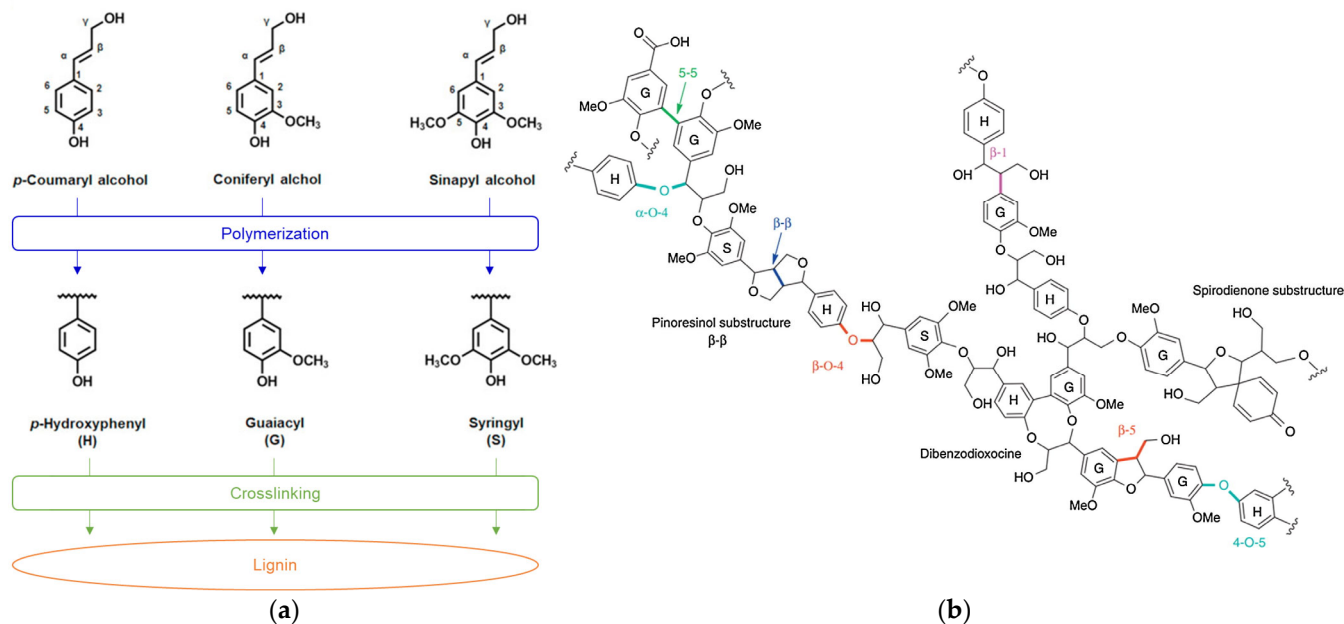 OH
γ
α
β
1
6
2
5
3
4
OH
OH
γ
α
β
1
6
2
5
3
4
OCH₃
OH
OH
γ
α
β
1
6
2
H₃CO
5
3
4
OCH₃
OH
p-Coumaryl alcohol
Coniferyl alchol
Sinapyl alcohol
Polymerization
OH
OCH₃
OH
H₃CO
OCH₃
OH
p-Hydroxyphenyl
(H)
Guaiacyl
(G)
Syringyl
(S)
Crosslinking
Lignin
(a)
O
OH
5-5
G
MeO
O
O
G
OMe
H
O
α-O-4
OH
O
OMe
S
MeO
β-β
O
O
Pinoresinol substructure
β-β
H
O
β-O-4
HO
HO
OMe
S
OMe
O
OH
HO
H
O
HO
Dibenzodioxocine
O
O
H
β-1
HO
OH
G
OMe
O
OH
HO
H
O
HO
O
G
OMe
O
MeO
G
Spirodienone substructure
HO
O
O
HO
O
β-5
OH
G
MeO
O
G
OMe
O
H
4-O-5
(b)